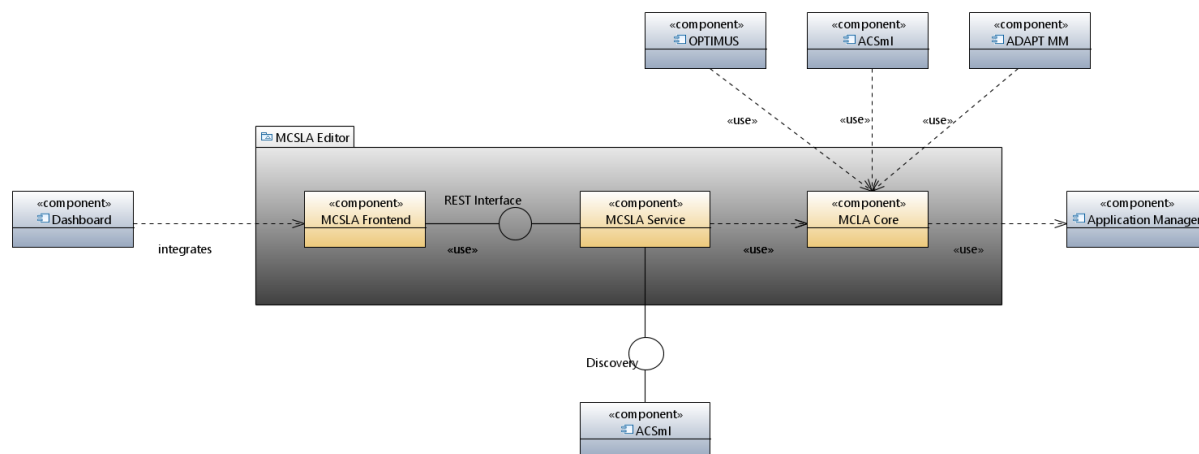 «component»
OPTIMUS
«component»
ACSmI
«component»
ADAPT MM
«use»
«use»
«use»
MCSLA Editor
«component»
Dashboard
integrates
«component»
MCSLA Frontend
REST Interface
«use»
«component»
MCSLA Service
«use»
«component»
MCLA Core
«use»
«component»
Application Manager
Discovery
«component»
ACSmI